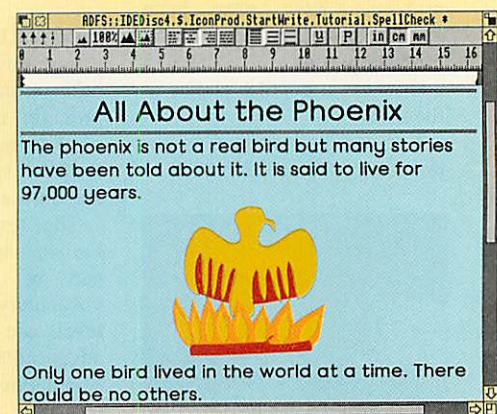 ADFS::IDEDisc4.$.IconProd.StartWrite.Tutorial.SpellCheck *
100% U P in cm mm
0 1 2 3 4 5 6 7 8 9 10 11 12 13 14 15 16
All About the Phoenix
The phoenix is not a real bird but many stories
have been told about it. It is said to live for
97,000 years.
Only one bird lived in the world at a time. There
could be no others.